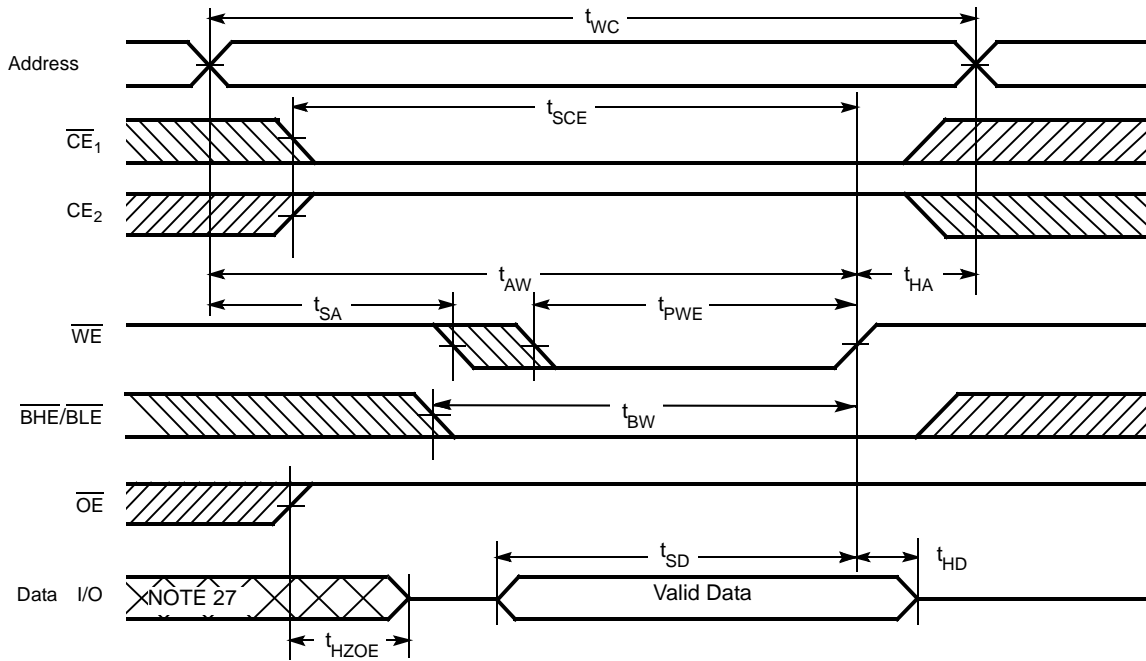 tWC
Address
tSCE
CE1
CE2
tAW
tHA
tSA
tPWE
WE
BHE/BLE
tBW
OE
tSD
tHD
Data I/O
NOTE 27
Valid Data
tHZOE